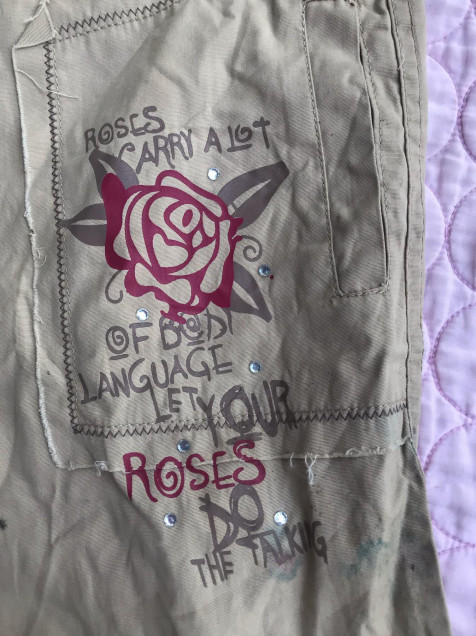 ROSES
CARRY A LOT
OF BODY
LANGUAGE
LET YOUR
ROSES
DO
THE TALKING